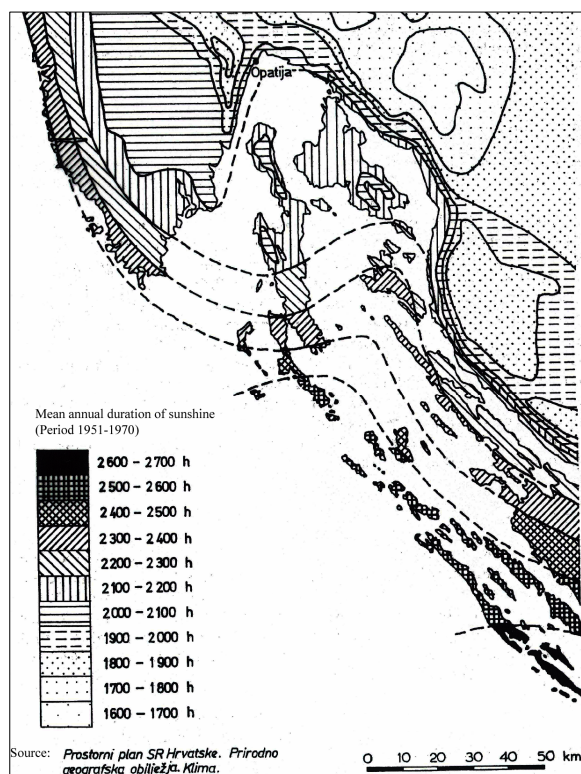 Opatija
Mean annual duration of sunshine
(Period 1951-1970)
2600 - 2700 h
2500 - 2600 h
2400 - 2500 h
2300 - 2400 h
2200 - 2300 h
2100 - 2200 h
2000 - 2100 h
1900 - 2000 h
1800 - 1900 h
1700 - 1800 h
1600 - 1700 h
Source: Prostorni plan SR Hrvatske. Prirodno
geografska obilježja. Klima.
0 10 20 30 40 50 km